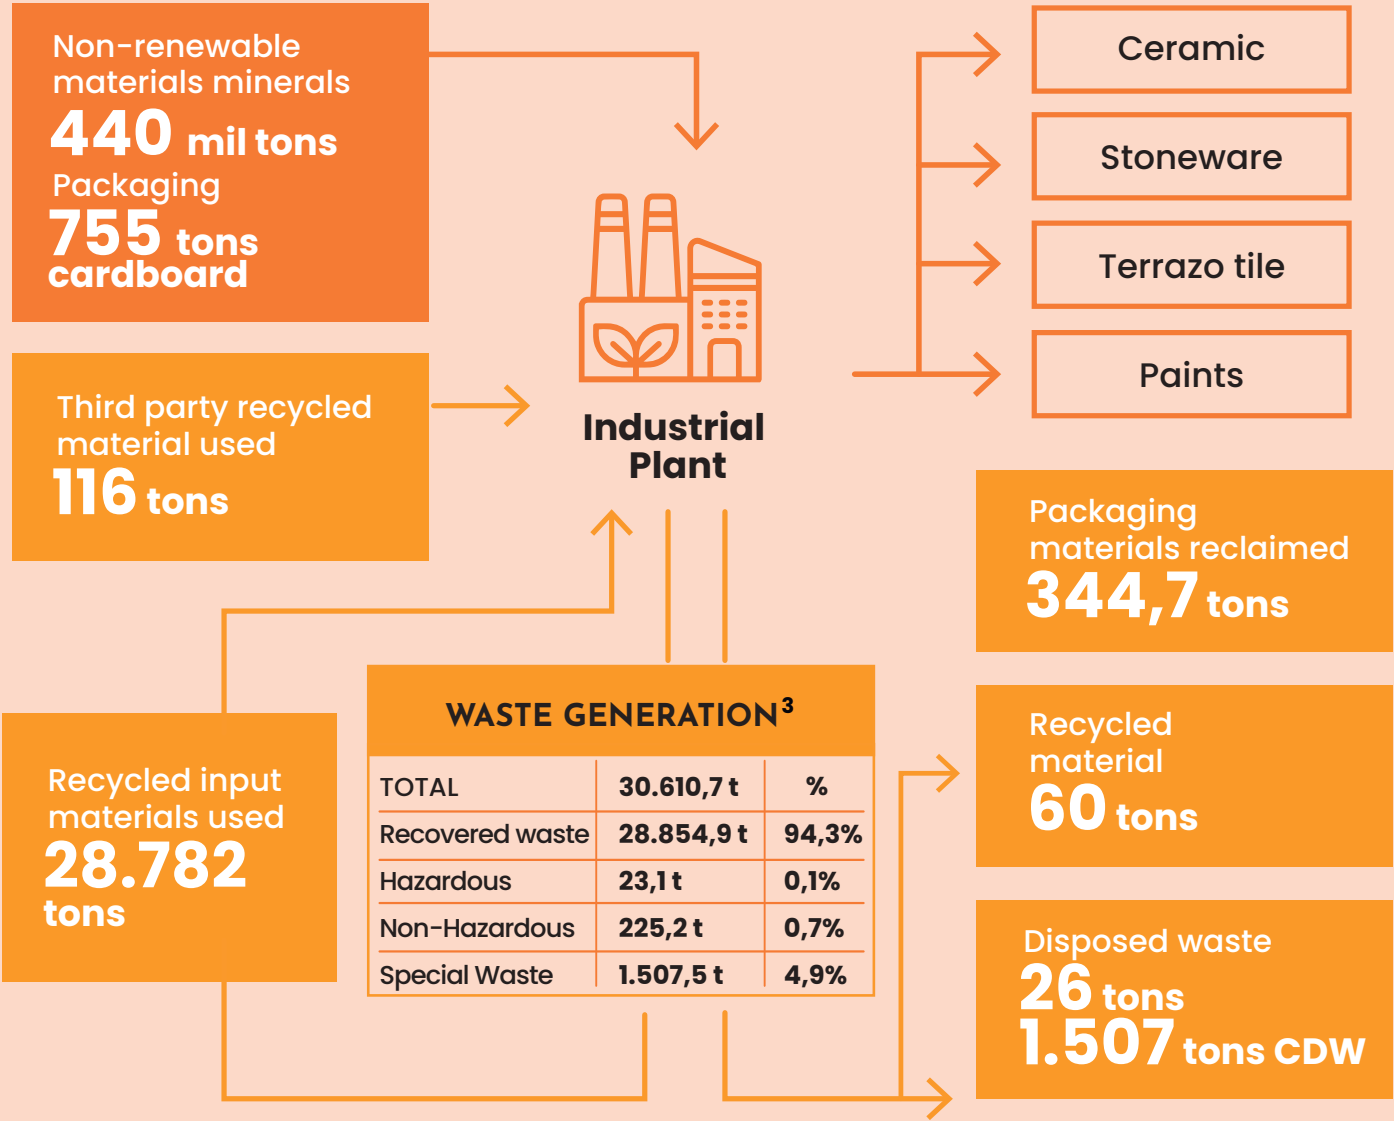 Non-renewable
materials minerals
440 mil tons
Packaging
755 tons
cardboard
Third party recycled
material used
116 tons
Recycled input
materials used
28.782
tons
Industrial
Plant
WASTE GENERATION³
TOTAL 30.610,7 t %
Recovered waste 28.854,9 t 94,3%
Hazardous 23,1 t 0,1%
Non-Hazardous 225,2 t 0,7%
Special Waste 1.507,5 t 4,9%
Ceramic
Stoneware
Terrazo tile
Paints
Packaging
materials reclaimed
344,7 tons
Recycled
material
60 tons
Disposed waste
26 tons
1.507 tons CDW